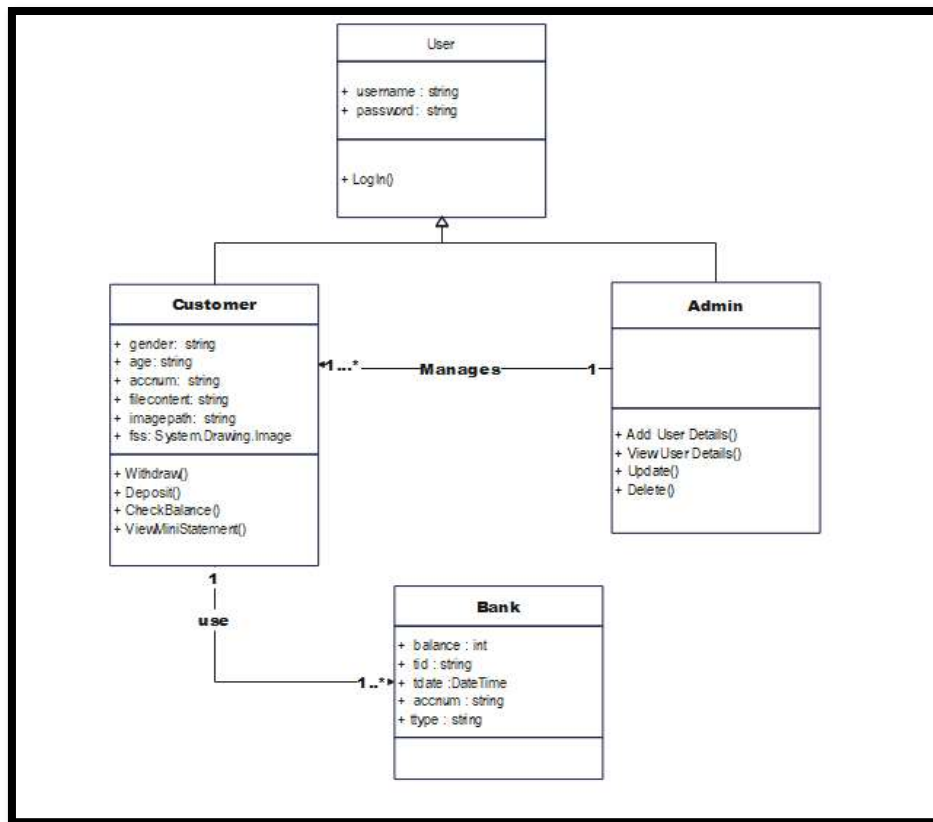 User
+ username : string
+ password : string
+ LogIn()
Customer
+ gender: string
+ age: string
+ accnum: string
+ filecontent: string
+ imagepath: string
+ fss: System.Drawing.Image
+ Withdraw()
+ Deposit()
+ CheckBalance()
+ ViewMiniStatement()
1...*
Manages
1
Admin
+ Add User Details()
+ View User Details()
+ Update()
+ Delete()
1
use
1..*
Bank
+ balance : int
+ tid : string
+ tdate :DateTime
+ accnum : string
+ ttype : string